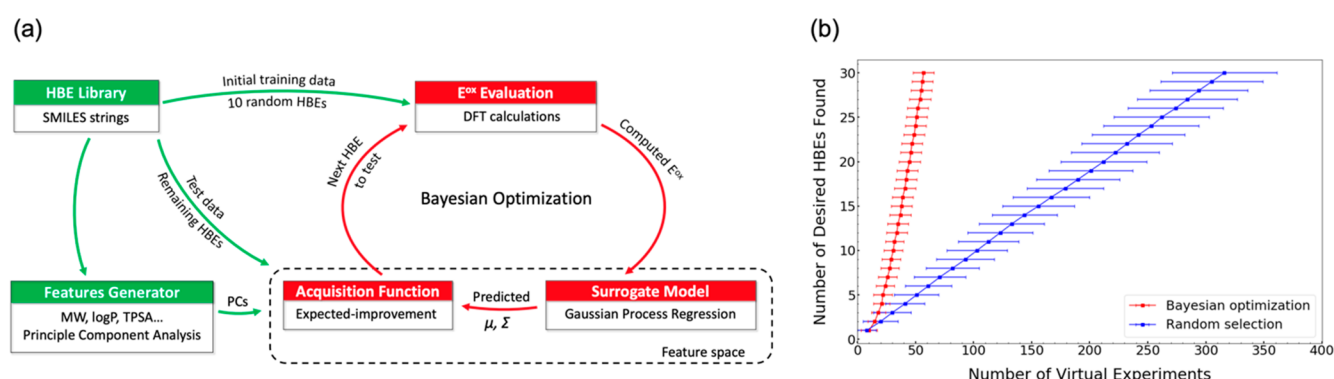 (a)
HBE Library
SMILES strings
Initial training data
10 random HBEs
E^ox Evaluation
DFT calculations
Test data
Remaining HBEs
Next HBE
to test
Computed E^ox
Bayesian Optimization
Features Generator
MW, logP, TPSA...
Principle Component Analysis
PCs
Acquisition Function
Expected-improvement
Predicted
μ, Σ
Surrogate Model
Gaussian Process Regression
Feature space
(b)
Number of Desired HBEs Found
30
25
20
15
10
5
0
0
50
100
150
200
250
300
350
400
Bayesian optimization
Random selection
Number of Virtual Experiments